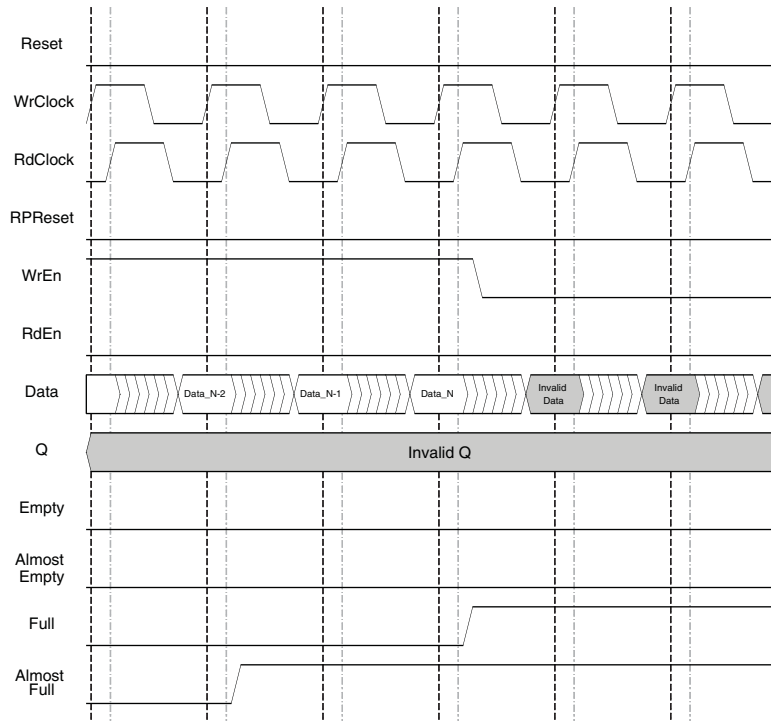 Reset
WrClock
RdClock
RPReset
WrEn
RdEn
Data
Data_N-2
Data_N-1
Data_N
Invalid
Data
Invalid
Data
Q
Invalid Q
Empty
Almost
Empty
Full
Almost
Full